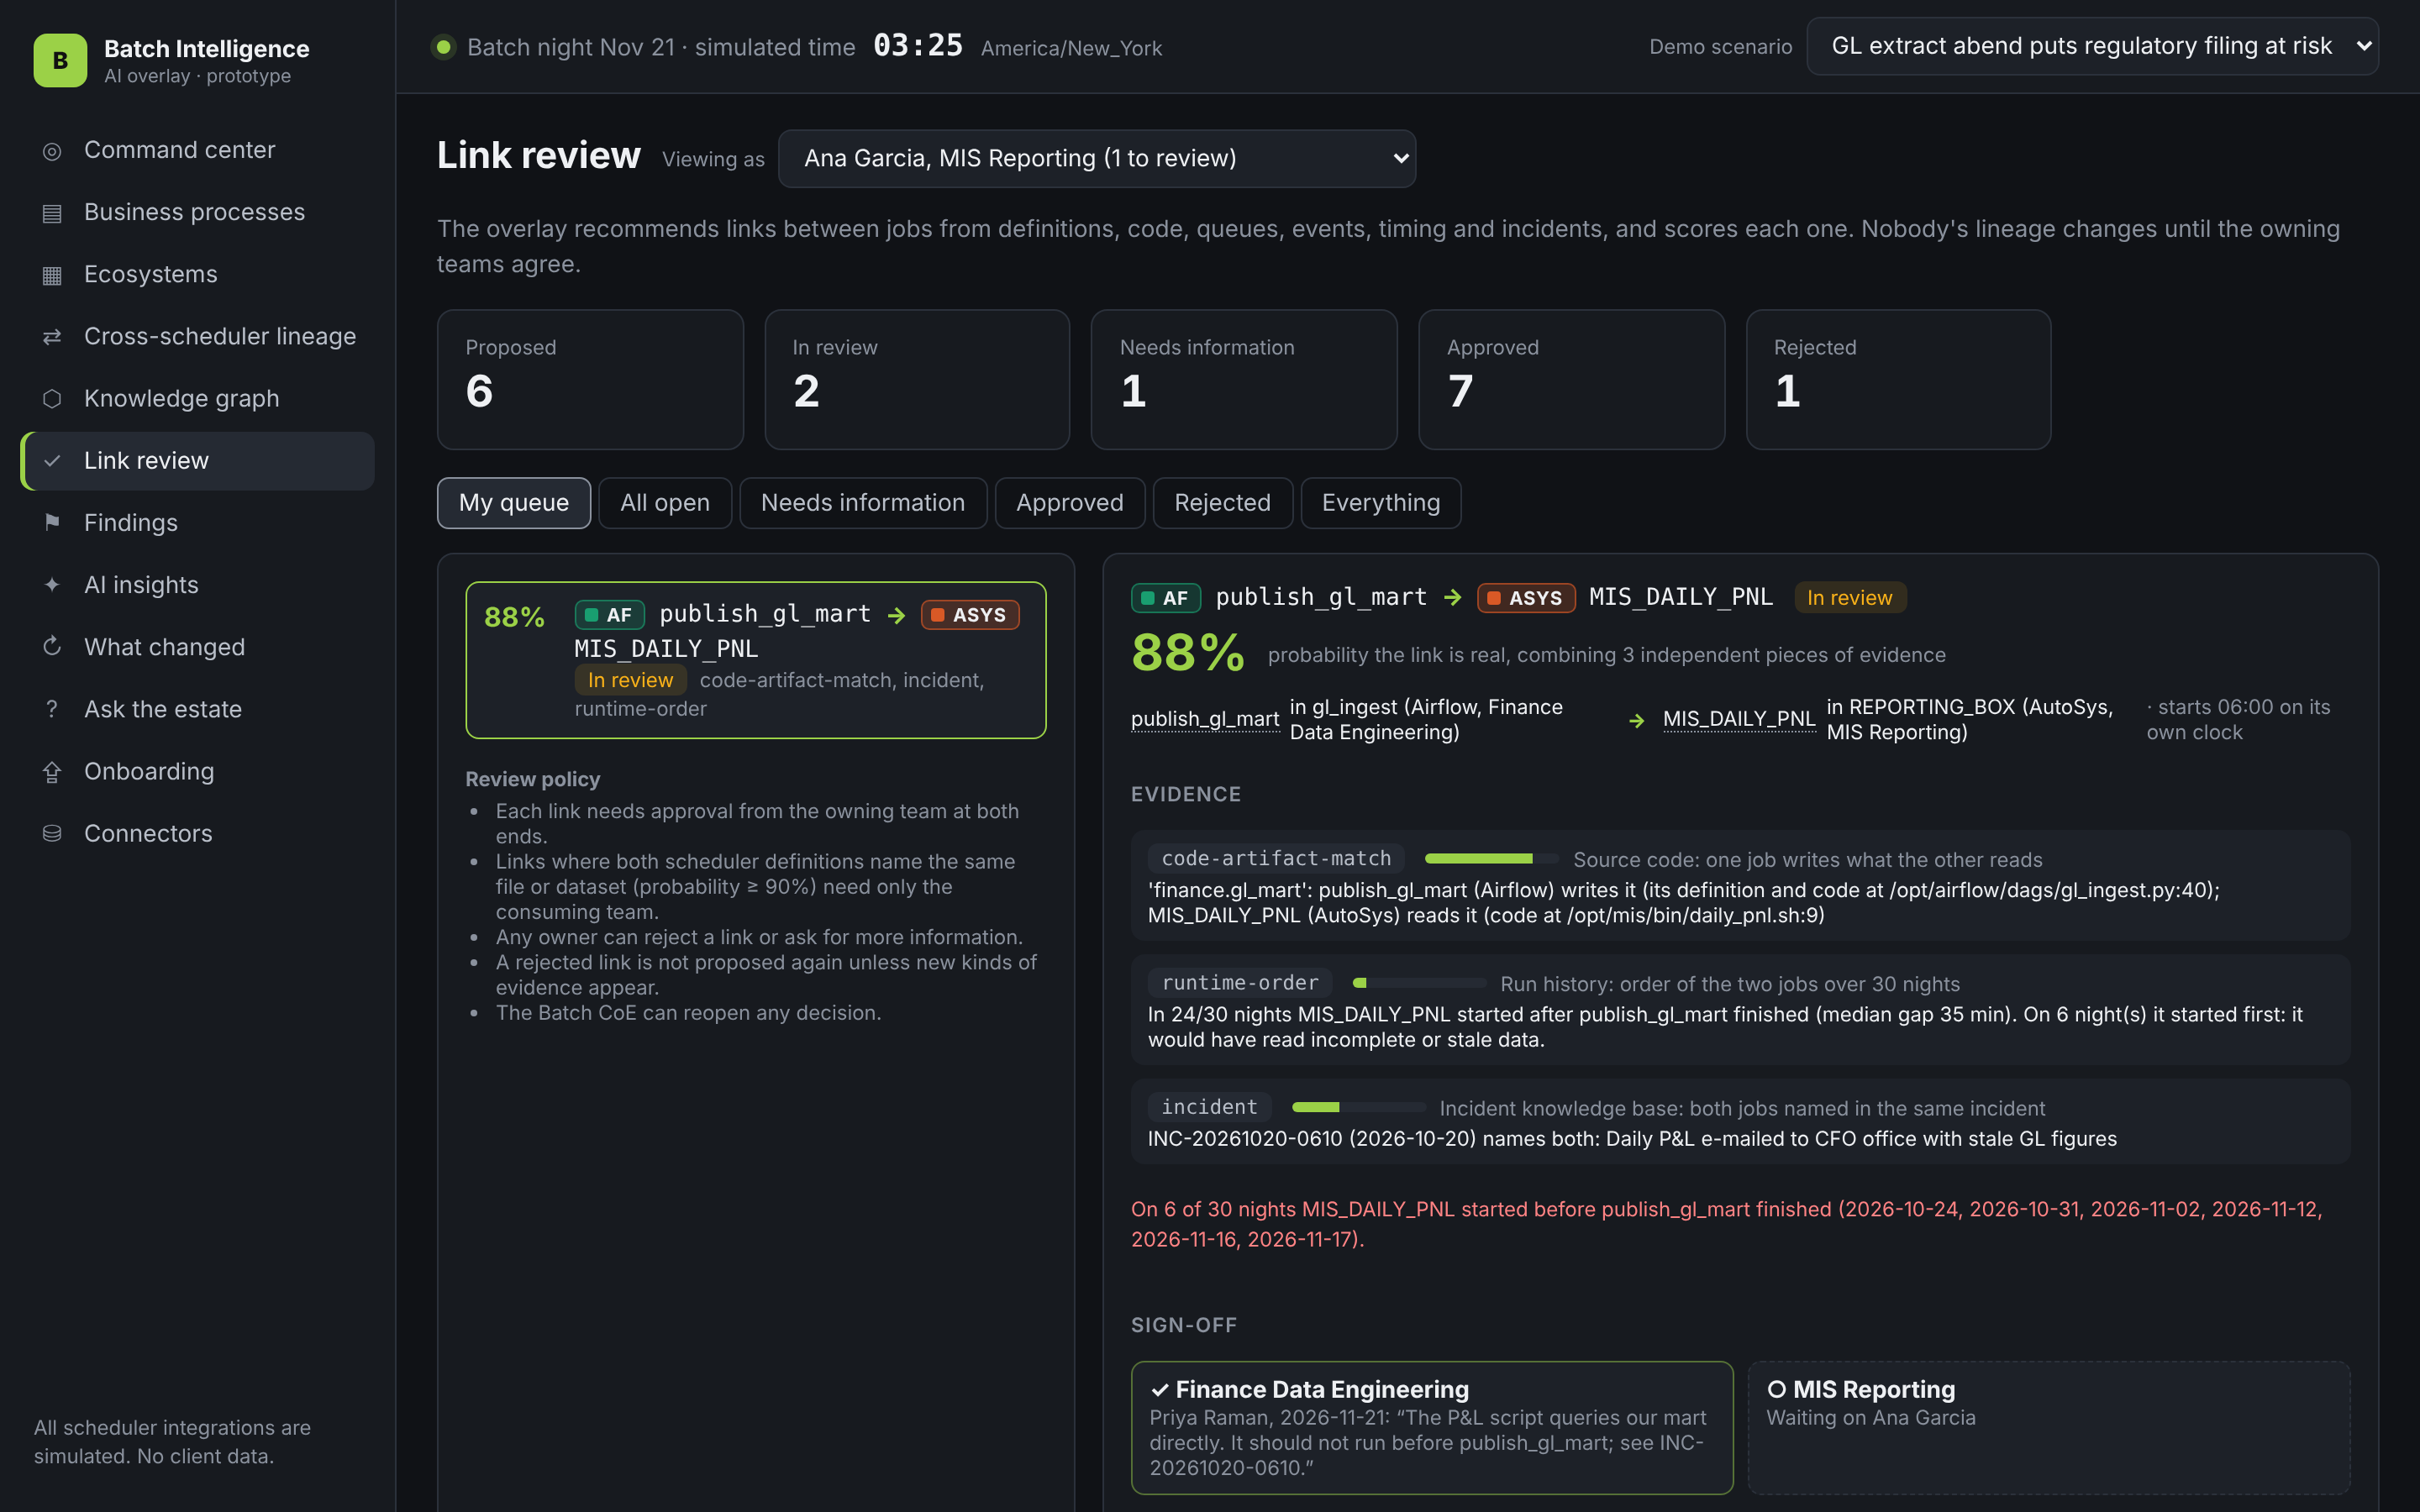 B
Batch Intelligence
AI overlay · prototype
Command center
Business processes
Ecosystems
Cross-scheduler lineage
Knowledge graph
Link review
Findings
AI insights
What changed
? Ask the estate
Onboarding
Connectors
All scheduler integrations are
simulated. No client data.
Batch night Nov 21 · simulated time 03:25 America/New_York
Demo scenario GL extract abend puts regulatory filing at risk
Link review Viewing as Ana Garcia, MIS Reporting (1 to review)
The overlay recommends links between jobs from definitions, code, queues, events, timing and incidents, and scores each one. Nobody's lineage changes until the owning
teams agree.
Proposed
6
In review
2
Needs information
1
Approved
7
Rejected
1
My queue All open Needs information Approved Rejected Everything
88% AF publish_gl_mart → ASYS
MIS_DAILY_PNL
In review code-artifact-match, incident,
runtime-order
Review policy
• Each link needs approval from the owning team at both
ends.
• Links where both scheduler definitions name the same
file or dataset (probability ≥ 90%) need only the
consuming team.
• Any owner can reject a link or ask for more information.
• A rejected link is not proposed again unless new kinds of
evidence appear.
• The Batch CoE can reopen any decision.
AF publish_gl_mart → ASYS MIS_DAILY_PNL In review
88% probability the link is real, combining 3 independent pieces of evidence
publish_gl_mart in gl_ingest (Airflow, Finance
Data Engineering)
→ MIS_DAILY_PNL in REPORTING_BOX (AutoSys,
MIS Reporting)
· starts 06:00 on its
own clock
EVIDENCE
code-artifact-match Source code: one job writes what the other reads
'finance.gl_mart': publish_gl_mart (Airflow) writes it (its definition and code at /opt/airflow/dags/gl_ingest.py:40);
MIS_DAILY_PNL (AutoSys) reads it (code at /opt/mis/bin/daily_pnl.sh:9)
runtime-order Run history: order of the two jobs over 30 nights
In 24/30 nights MIS_DAILY_PNL started after publish_gl_mart finished (median gap 35 min). On 6 night(s) it started first: it
would have read incomplete or stale data.
incident Incident knowledge base: both jobs named in the same incident
INC-20261020-0610 (2026-10-20) names both: Daily P&L e-mailed to CFO office with stale GL figures
On 6 of 30 nights MIS_DAILY_PNL started before publish_gl_mart finished (2026-10-24, 2026-10-31, 2026-11-02, 2026-11-12,
2026-11-16, 2026-11-17).
SIGN-OFF
✓ Finance Data Engineering
Priya Raman, 2026-11-21: “The P&L script queries our mart
directly. It should not run before publish_gl_mart; see INC-
20261020-0610.”
MIS Reporting
Waiting on Ana Garcia